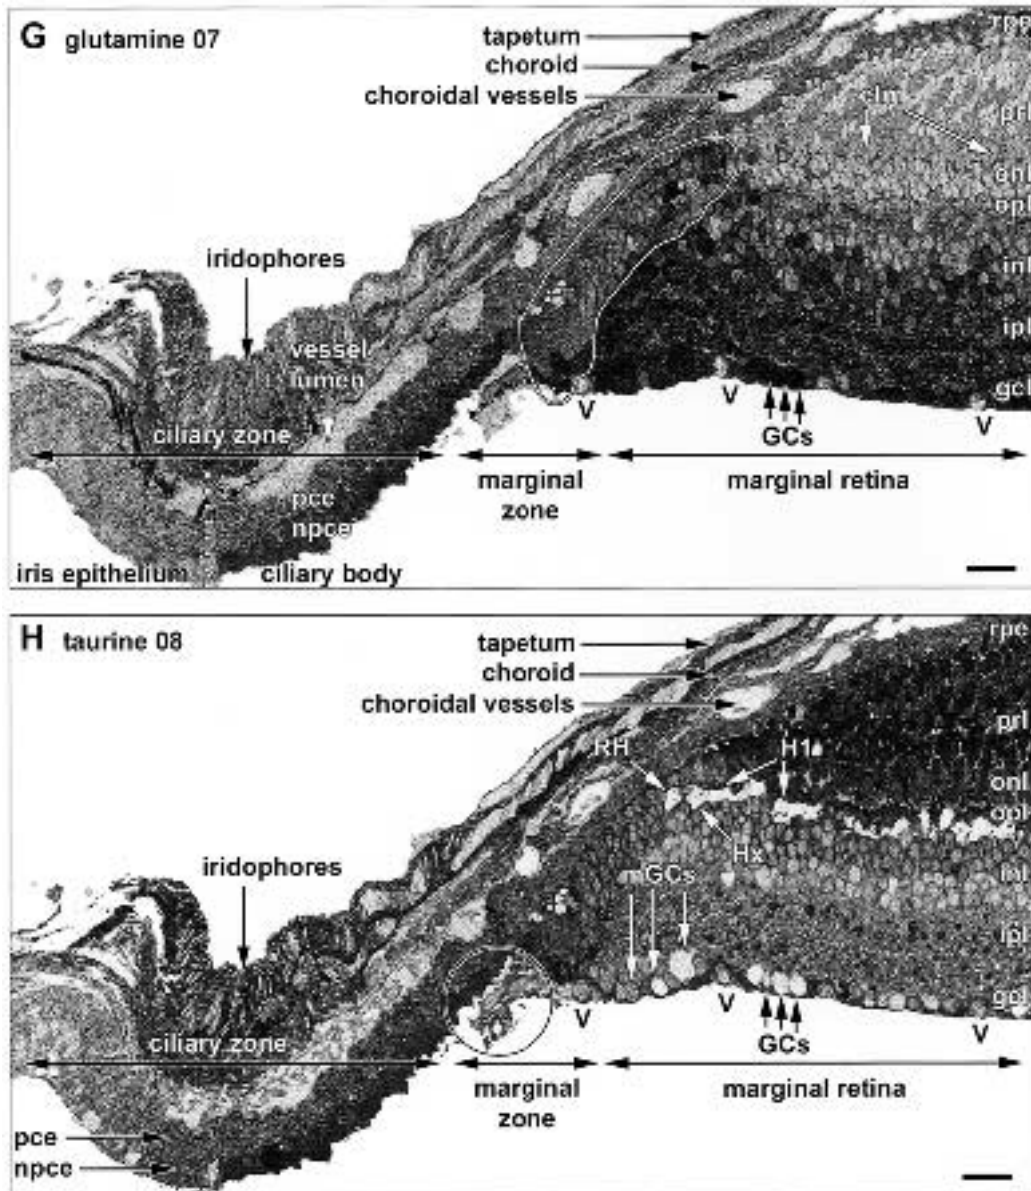 G glutamine 07
tapetum
choroid
choroidal vessels
rpe
elm
prl
onl
opl
inl
ipl
gcl
iridophores
vessel
lumen
ciliary zone
V V V
GCs
marginal
zone
marginal retina
pce
npce
iris epithelium ciliary body
H taurine 08
tapetum
choroid
choroidal vessels
rpe
prl
RH H1
onl
opl
Hx
inl
iridophores
mGCs
ipl
gcl
V V V
GCs
ciliary zone
marginal
zone
marginal retina
pce
npce